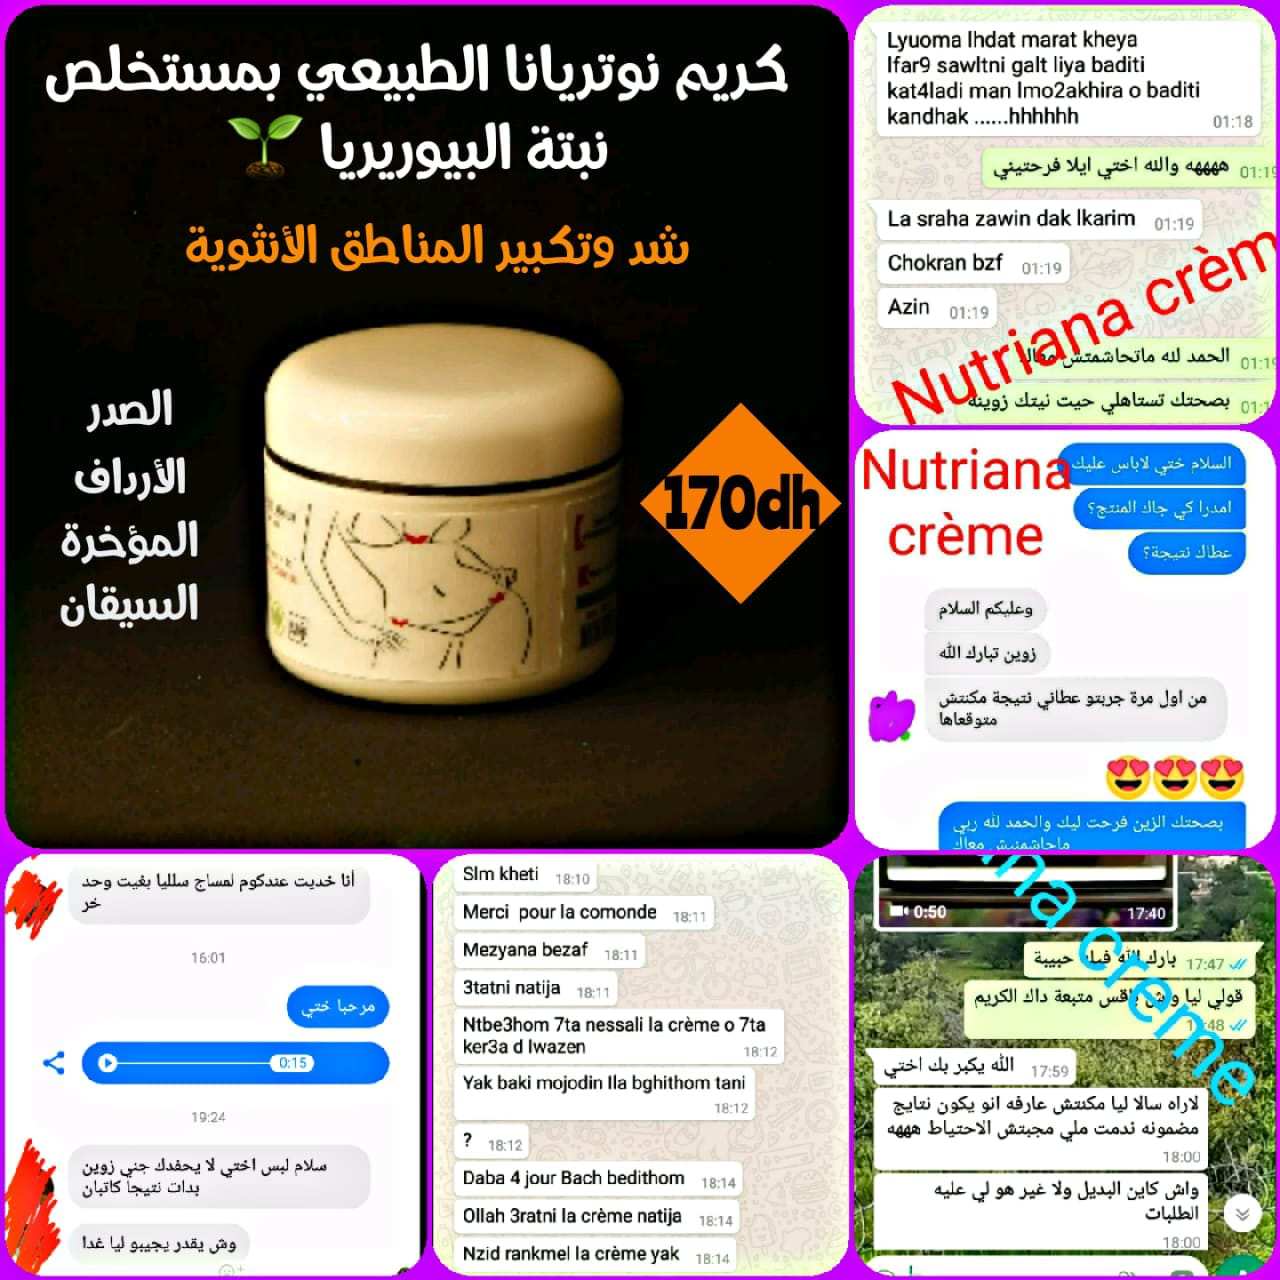 كريم نوتريانا الطبيعي بمستخلص
نبتة البيوريريا 🌱
شد وتكبير المناطق الأنثوية
الصدر
الأرداف
المؤخرة
السيقان
170dh
Lyuoma lhdat marat kheya
lfar9 sawltni galt liya baditi
kat4ladi man lmo2akhira o baditi
kandhak ......hhhhhh
01:18
ههههه والله اختي ايلا فرحتيني
01:19
La sraha zawin dak lkarim
01:19
Chokran bzf
01:19
Azin
01:19
الحمد لله ماتحاشمتش معاك
بصحتك تستاهلي حيت نيتك زوينة
Nutriana crèm
Nutriana
crème
السلام ختي لاباس عليك
امدرا كي جاك المنتج؟
عطاك نتيجة؟
وعليكم السلام
زوين تبارك الله
من اول مرة جربتو عطاني نتيجة مكنتش
متوقعاها
😍😍😍
بصحتك الزين فرحت ليك والحمد لله ربي
ماحاشمنيش معاك
أنا خديت عندكوم لمساج سلليا بغيت وحد
خر
16:01
مرحبا ختي
0:15
19:24
سلام لبس اختي لا يحفدك جني زوين
بدات نتيجا كاتبان
وش يقدر يجيبو ليا غدا
Slm kheti
18:10
Merci pour la comonde
18:11
Mezyana bezaf
18:11
3tatni natija
18:11
Ntbe3hom 7ta nessali la crème o 7ta
ker3a d lwazen
18:12
Yak baki mojodin Ila bghithom tani
18:12
?
18:12
Daba 4 jour Bach bedithom
18:14
Ollah 3ratni la crème natija
18:14
Nzid rankmel la crème yak
18:14
0:50
17:40
بارك الله فيك حبيبة
17:47
قولي ليا واش باقس متبعة داك الكريم
الله يكبر بك اختي
17:59
لاراه سالا ليا مكنتش عارفه انو يكون نتايج
مضمونه ندمت ملي مجبتش الاحتياط هههه
18:00
واش كاين البديل ولا غير هو لي عليه
الطلبات
18:00
na creme